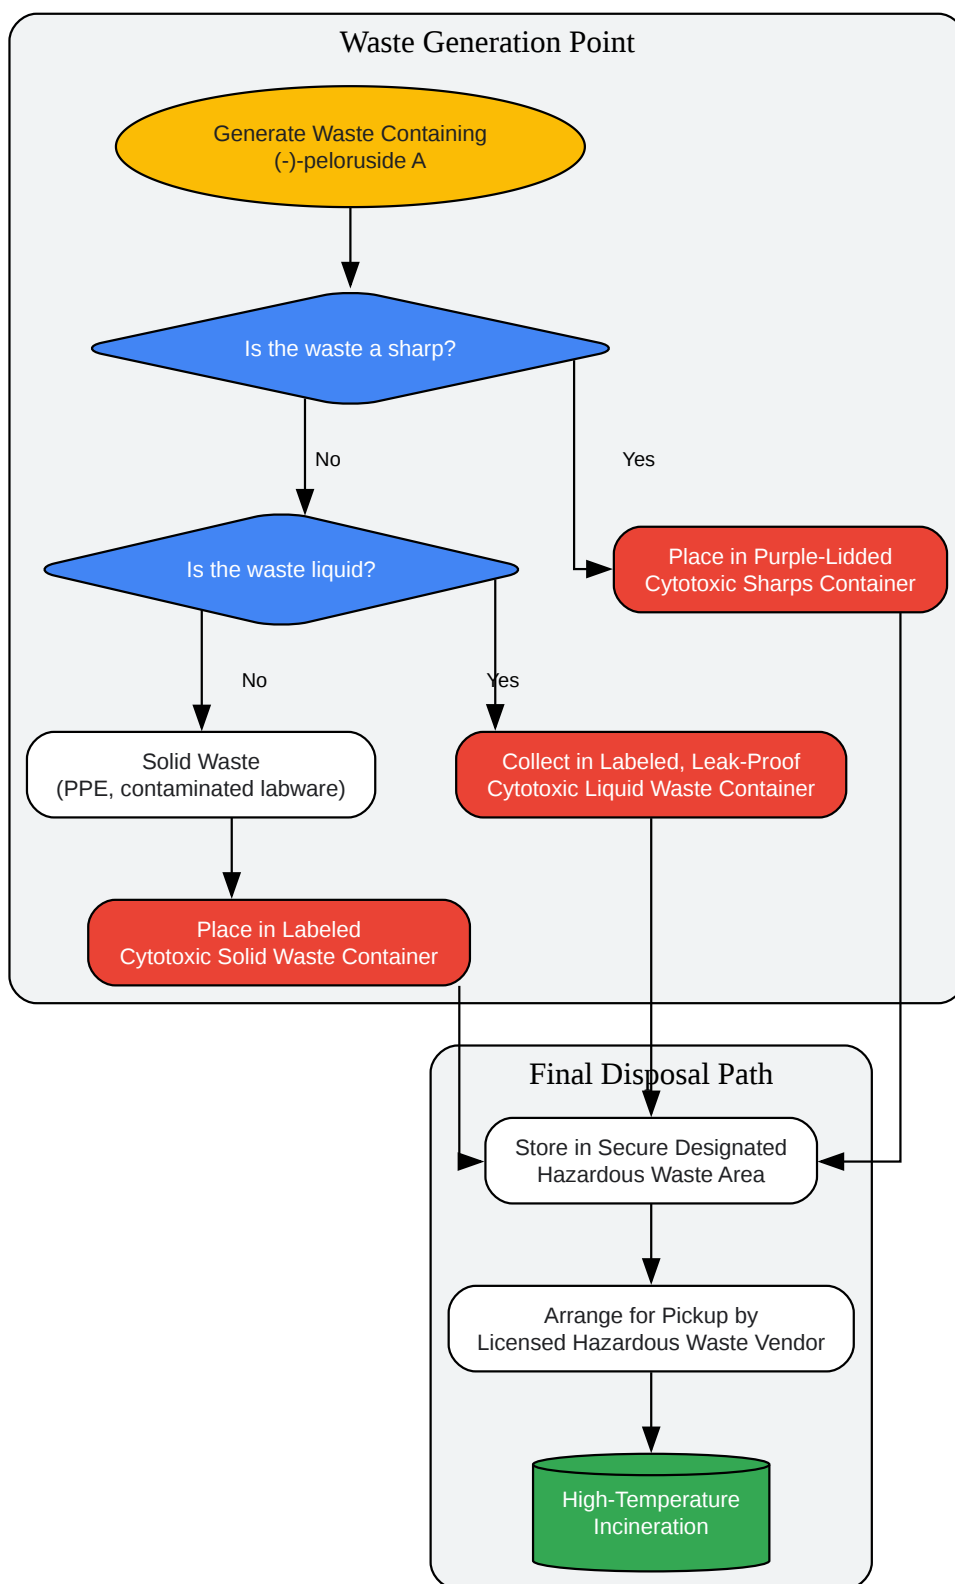 Waste Generation Point
Generate Waste Containing
(-)-peloruside A
Is the waste a sharp?
No
Yes
Is the waste liquid?
Place in Purple-Lidded
Cytotoxic Sharps Container
No
Yes
Solid Waste
(PPE, contaminated labware)
Collect in Labeled, Leak-Proof
Cytotoxic Liquid Waste Container
Place in Labeled
Cytotoxic Solid Waste Container
Final Disposal Path
Store in Secure Designated
Hazardous Waste Area
Arrange for Pickup by
Licensed Hazardous Waste Vendor
High-Temperature
Incineration